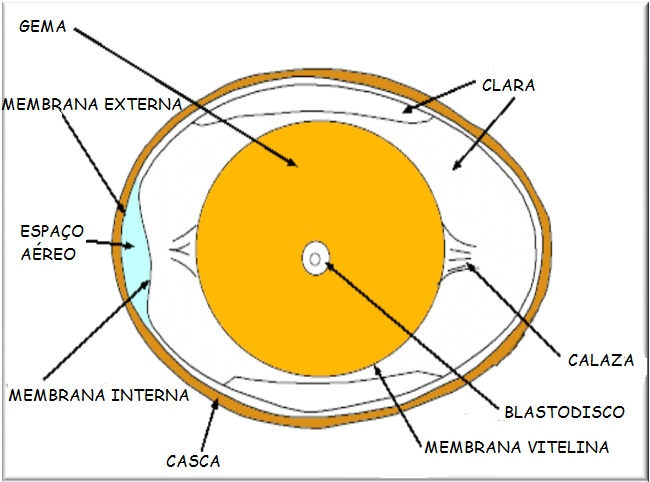 GEMA
CLARA
MEMBRANA EXTERNA
ESPAÇO
AÉREO
CALAZA
MEMBRANA INTERNA
BLASTODISCO
MEMBRANA VITELINA
CASCA